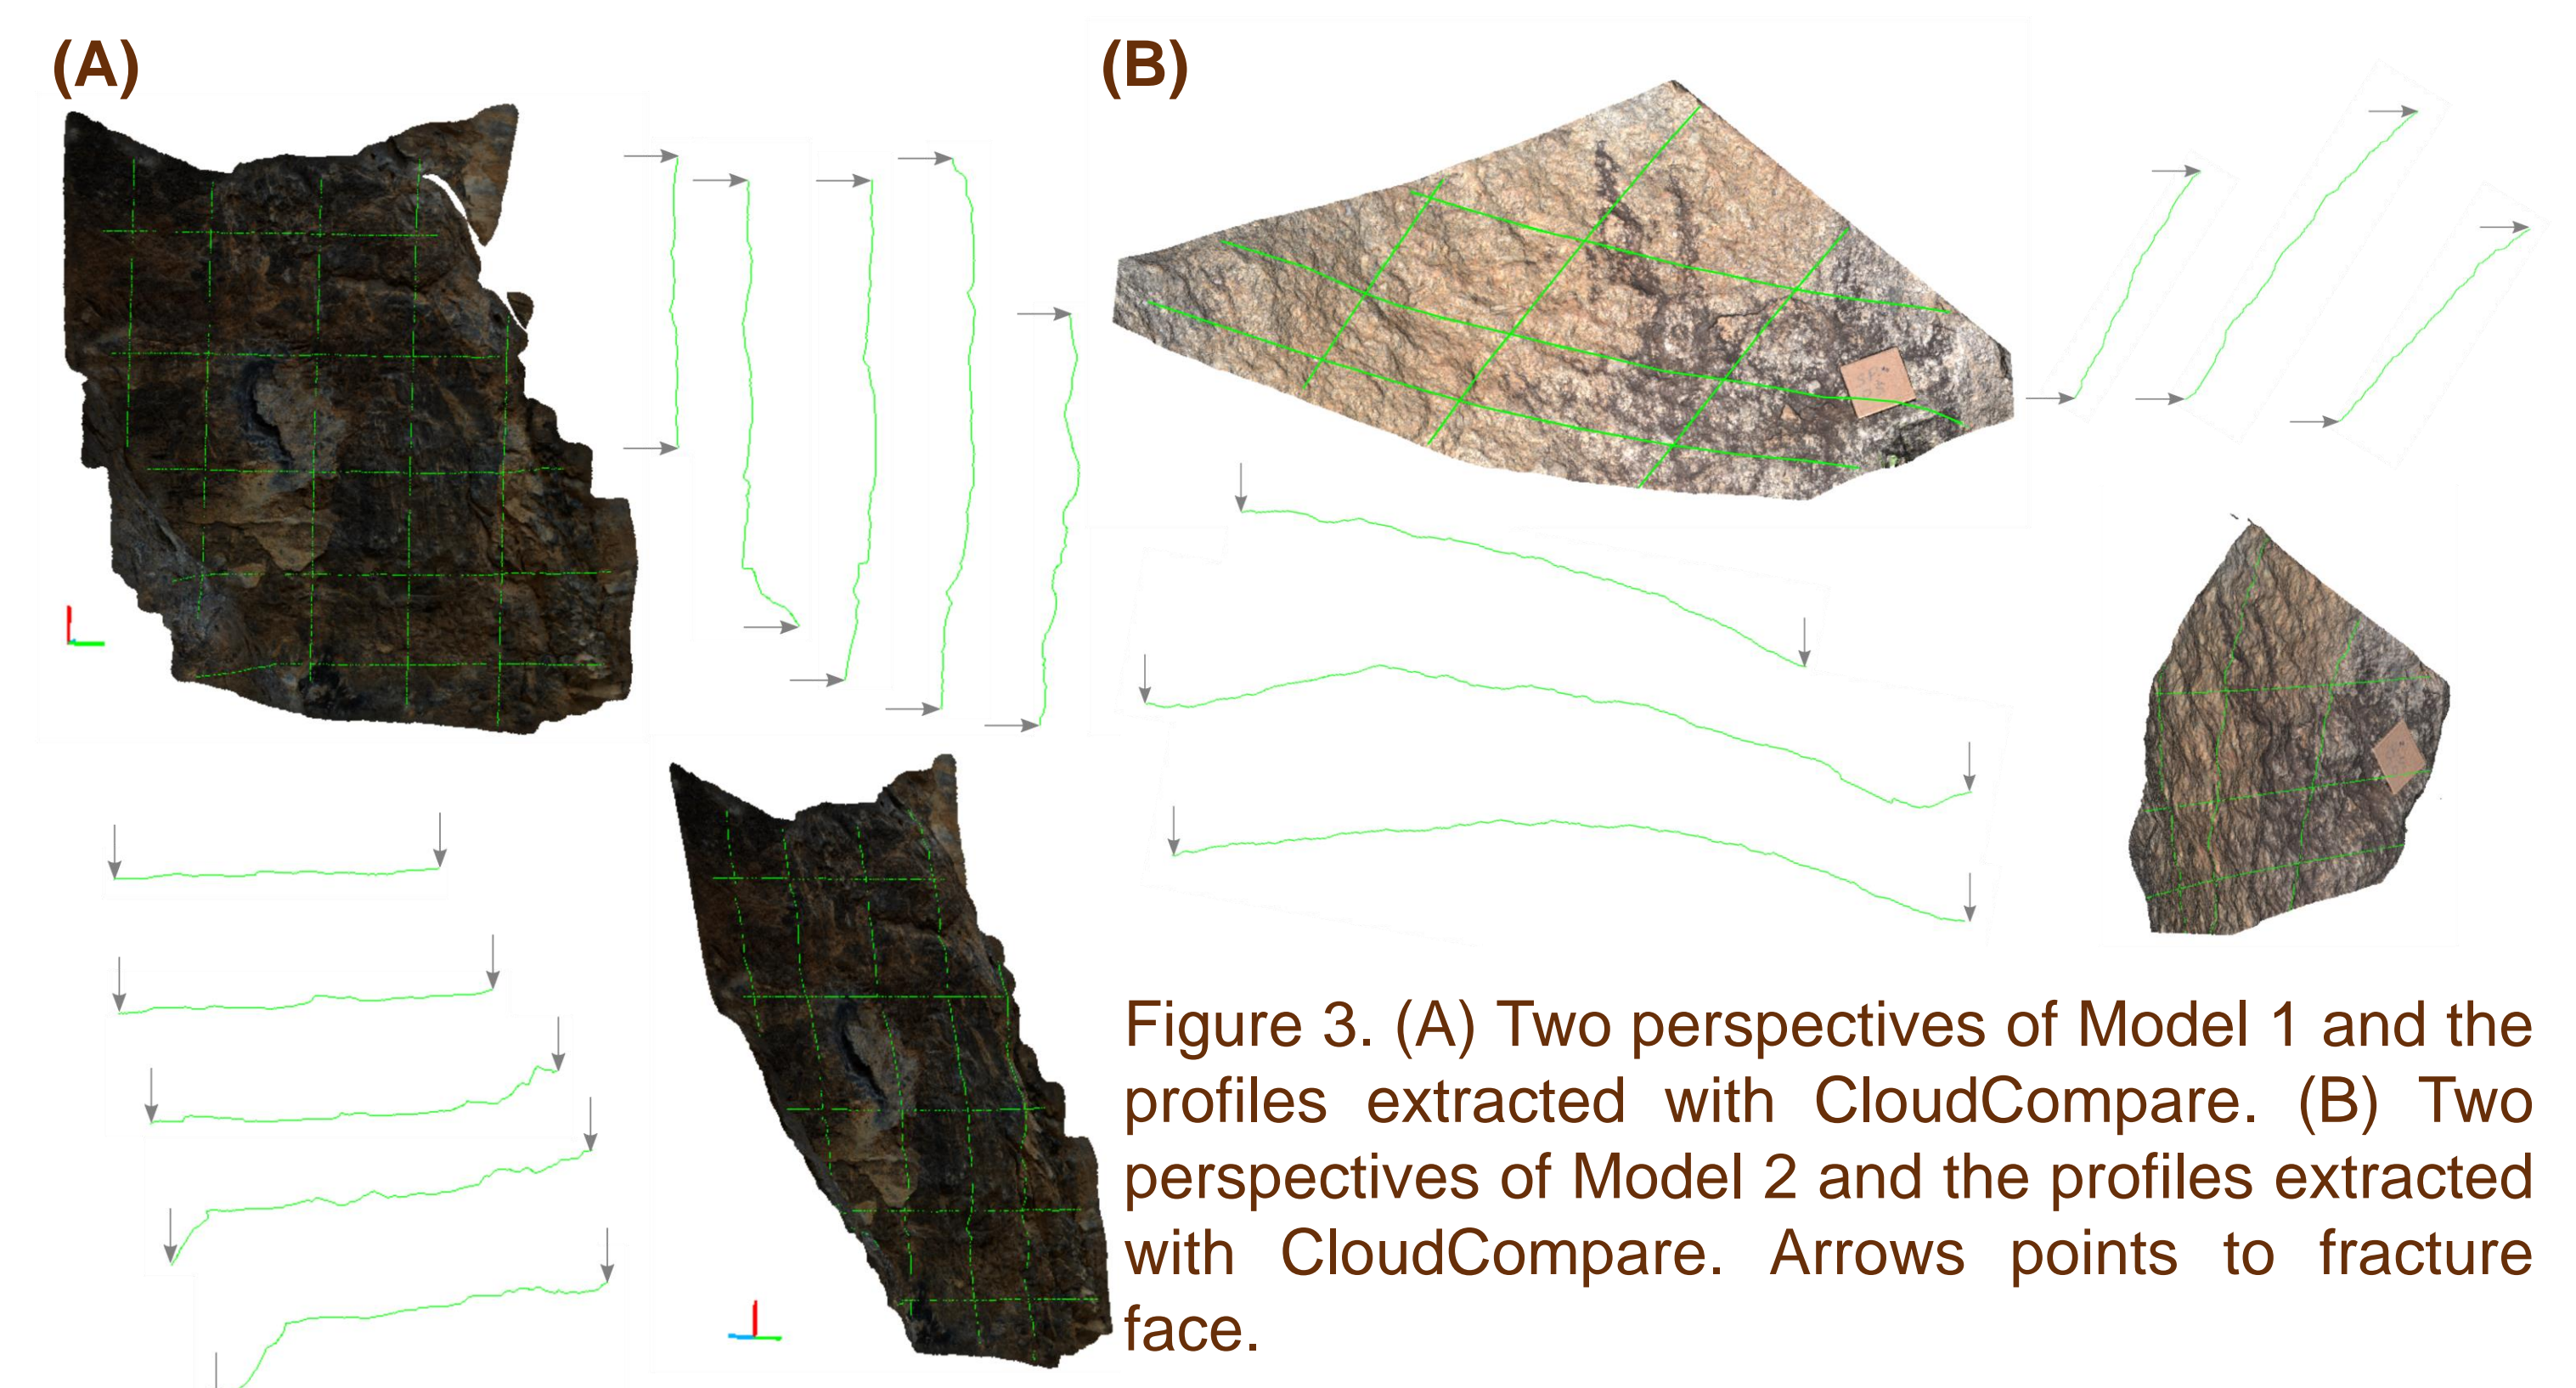 (A)
(B)
Figure 3. (A) Two perspectives of Model 1 and the
profiles extracted with CloudCompare. (B) Two
perspectives of Model 2 and the profiles extracted
with CloudCompare. Arrows points to fracture
face.